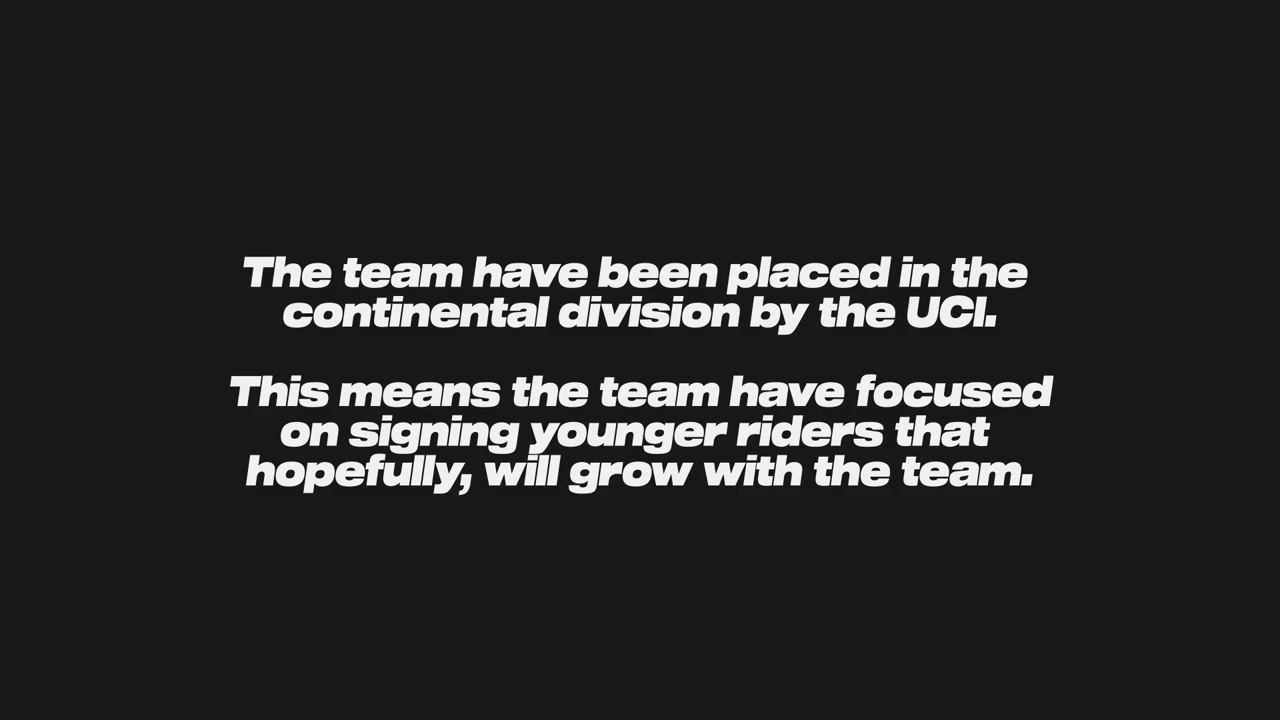 The team have been placed in the
continental division by the UCI.
This means the team have focused
on signing younger riders that
hopefully, will grow with the team.